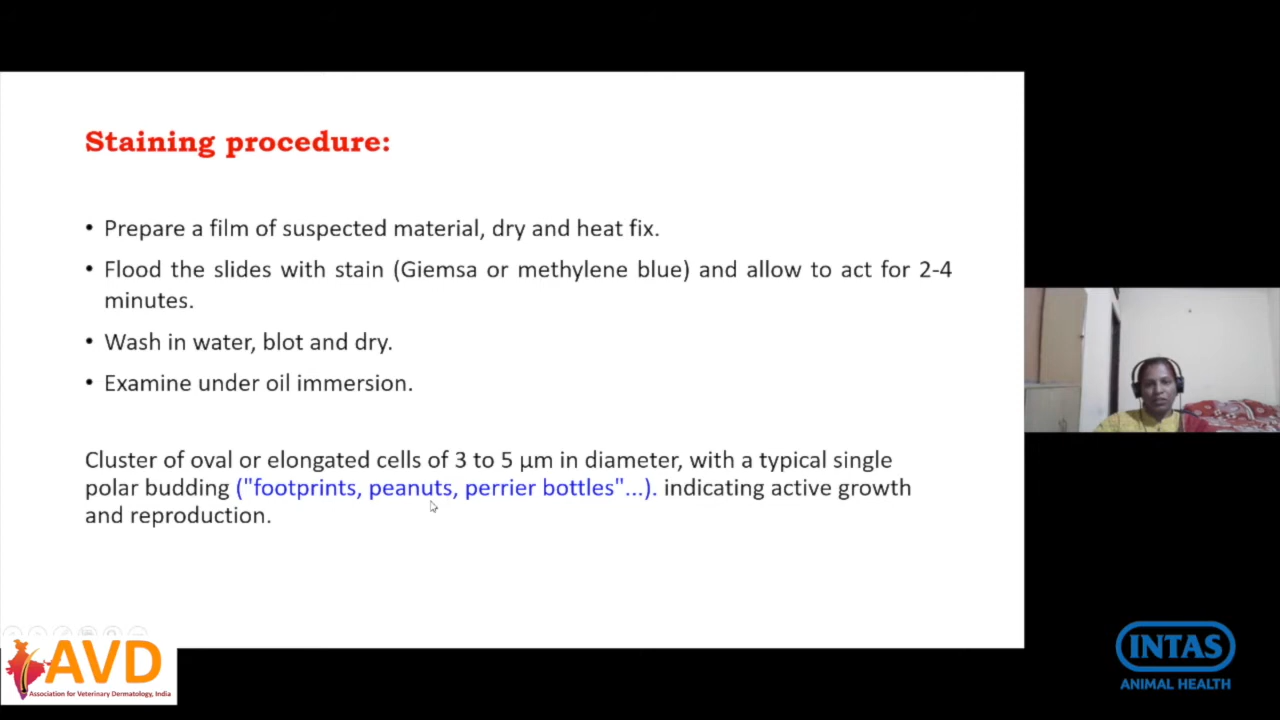 Staining procedure:
• Prepare a film of suspected material, dry and heat fix.
• Flood the slides with stain (Giemsa or methylene blue) and allow to act for 2-4
minutes.
• Wash in water, blot and dry.
• Examine under oil immersion.
Cluster of oval or elongated cells of 3 to 5 µm in diameter, with a typical single
polar budding ("footprints, peanuts, perrier bottles"...). indicating active growth
and reproduction.
AVD
Association for Veterinary Dermatology, India
INTAS
ANIMAL HEALTH